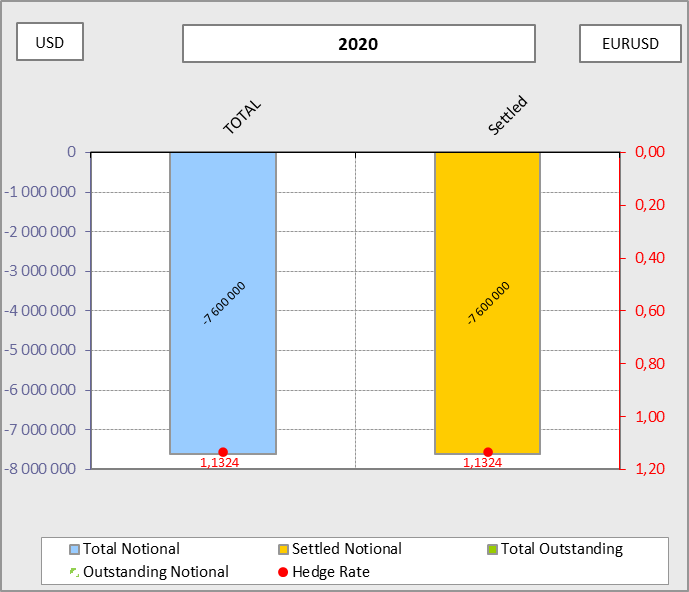 USD
2020
EURUSD
TOTAL
Settled
0
-1 000 000
-2 000 000
-3 000 000
-4 000 000
-5 000 000
-6 000 000
-7 000 000
-8 000 000
-7 600 000
-7 600 000
1,1324
1,1324
0,00
0,20
0,40
0,60
0,80
1,00
1,20
Total Notional
Settled Notional
Total Outstanding
Outstanding Notional
Hedge Rate